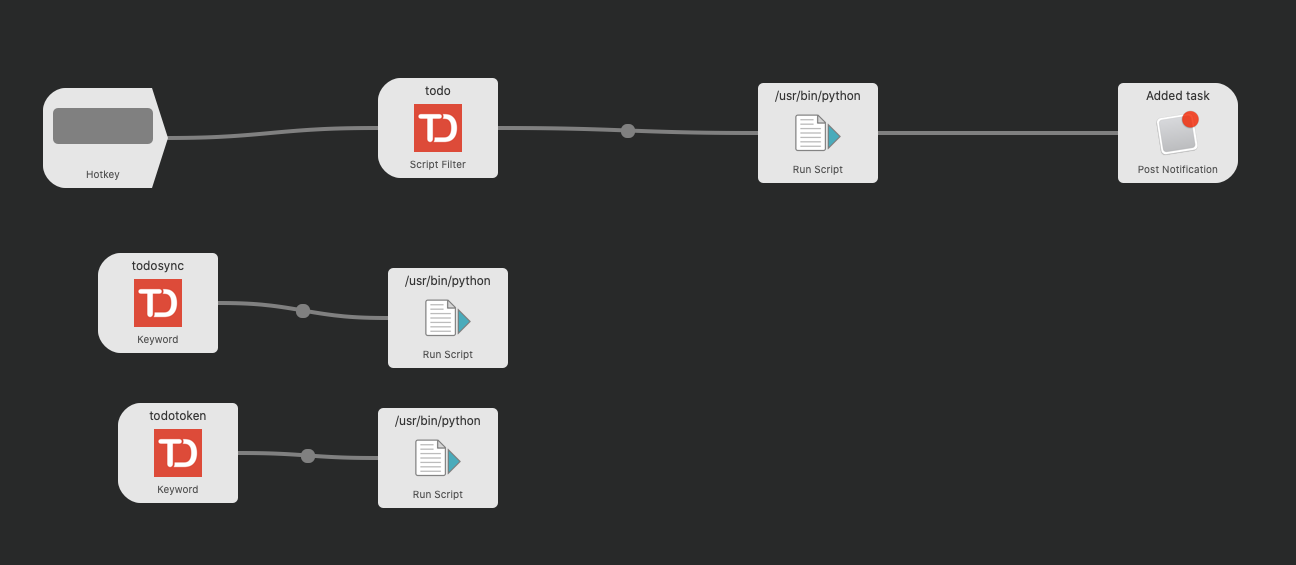 Hotkey
todo
TD
Script Filter
/usr/bin/python
Run Script
Added task
Post Notification
todosync
TD
Keyword
/usr/bin/python
Run Script
todotoken
TD
Keyword
/usr/bin/python
Run Script